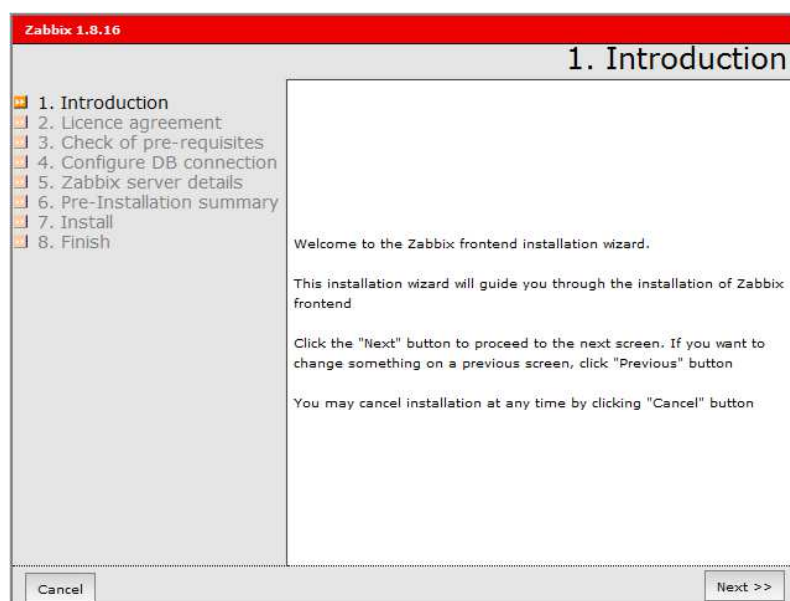 Zabbix 1.8.16
1. Introduction
1. Introduction
2. Licence agreement
3. Check of pre-requisites
4. Configure DB connection
5. Zabbix server details
6. Pre-Installation summary
7. Install
8. Finish
Welcome to the Zabbix frontend installation wizard.
This installation wizard will guide you through the installation of Zabbix
frontend
Click the "Next" button to proceed to the next screen. If you want to
change something on a previous screen, click "Previous" button
You may cancel installation at any time by clicking "Cancel" button
Cancel
Next >>